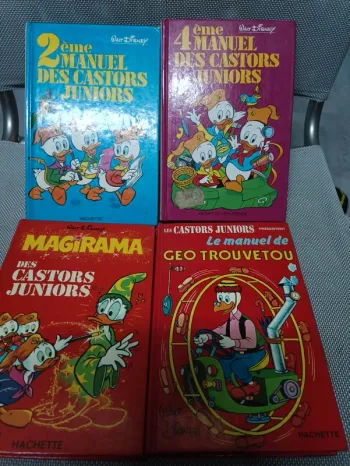 Walt Disney
2ème
MANUEL
DES CASTORS
JUNIORS
HACHETTE
Walt Disney
4ème
MANUEL
DES CASTORS
JUNIORS
Walt Disney
MAGIRAMA
DES
CASTORS
JUNIORS
HACHETTE
LES CASTORS JUNIORS PRÉSENTENT
Le manuel de
GEO TROUVETOU
HACHETTE